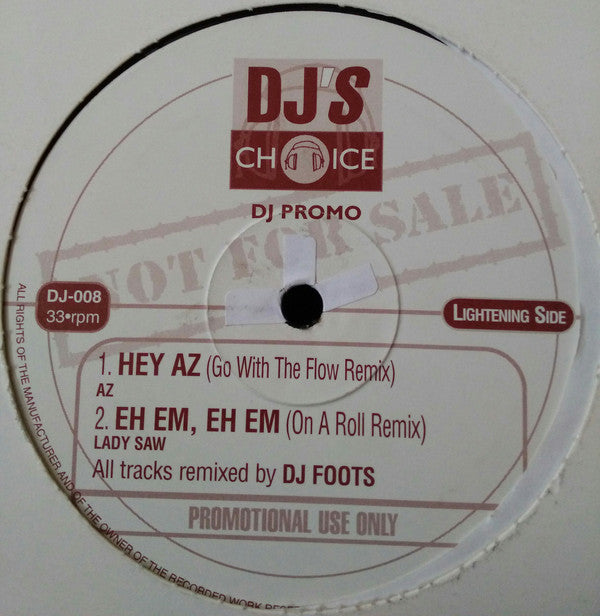 DJ'S
CHOICE
DJ PROMO
NOT FOR SALE
DJ-008
33•rpm
LIGHTENING SIDE
1. HEY AZ (Go With The Flow Remix)
AZ
2. EH EM, EH EM (On A Roll Remix)
LADY SAW
All tracks remixed by DJ FOOTS
PROMOTIONAL USE ONLY
ALL RIGHTS OF THE MANUFACTURER AND OF THE OWNER OF THE RECORDED WORK